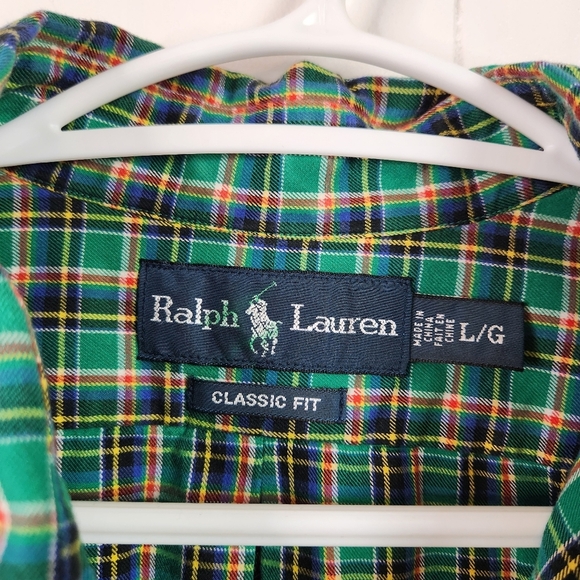 Ralph Lauren
CLASSIC FIT
MADE IN
CHINA
FAIT EN
CHINE
L/G